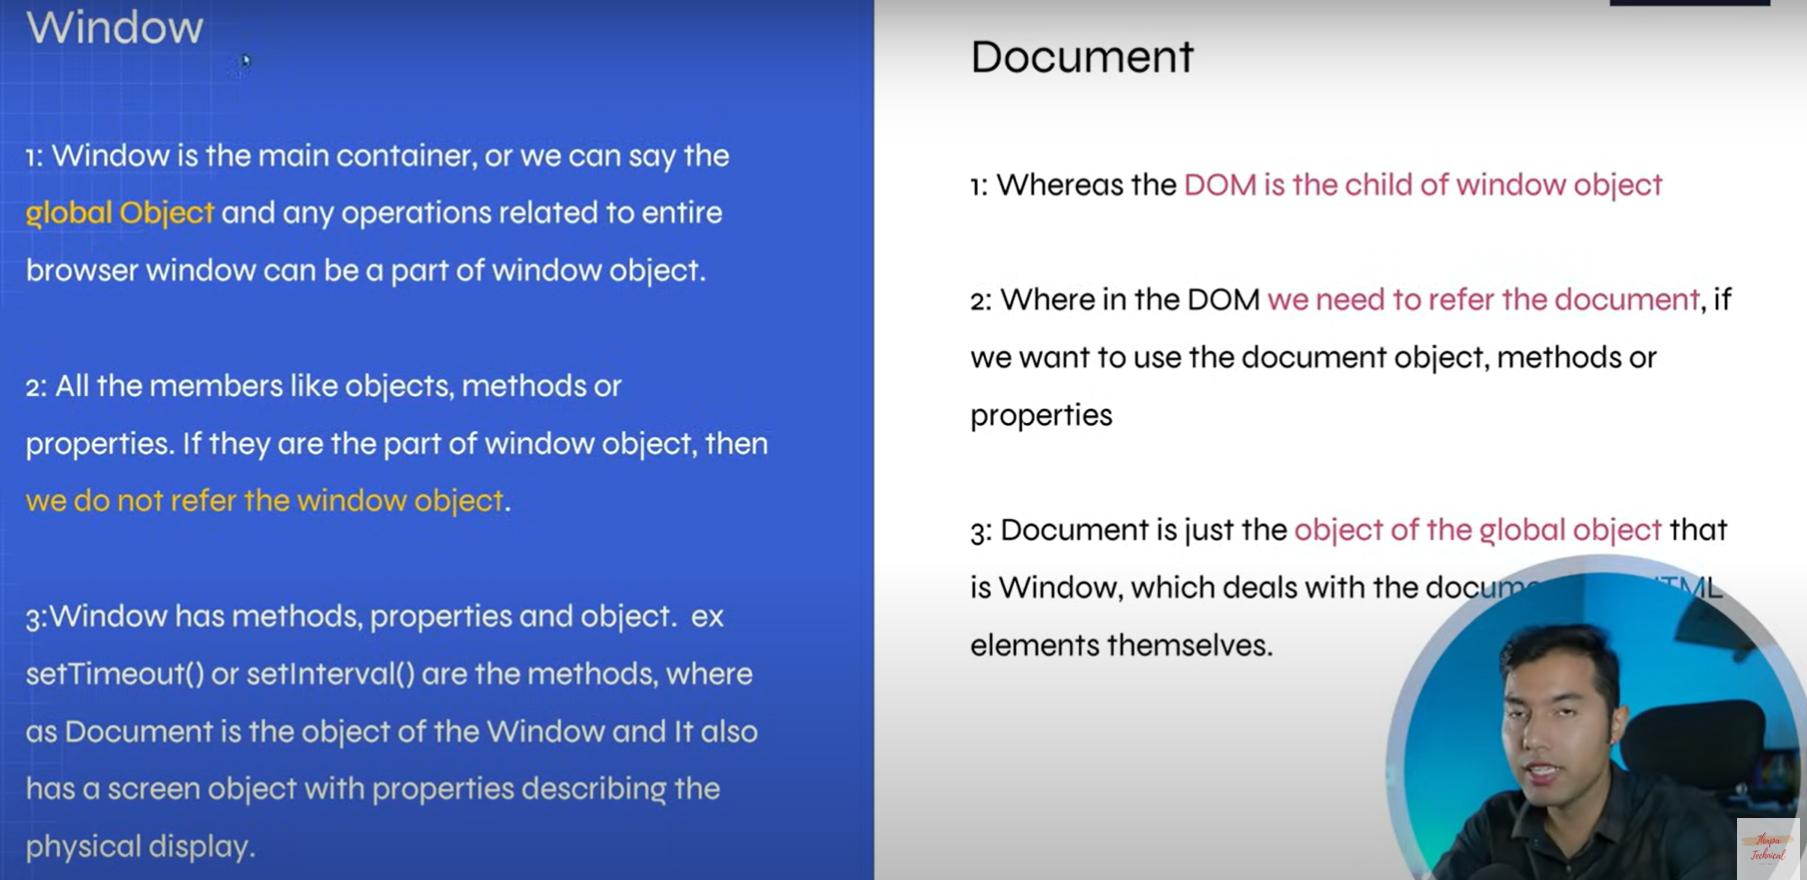 Window
1: Window is the main container, or we can say the
global Object and any operations related to entire
browser window can be a part of window object.
2: All the members like objects, methods or
properties. If they are the part of window object, then
we do not refer the window object.
3:Window has methods, properties and object. ex
setTimeout() or setInterval() are the methods, where
as Document is the object of the Window and It also
has a screen object with properties describing the
physical display.
Document
1: Whereas the DOM is the child of window object
2: Where in the DOM we need to refer the document, if
we want to use the document object, methods or
properties
3: Document is just the object of the global object that
is Window, which deals with the
elements themselves.
Thapa
Technical